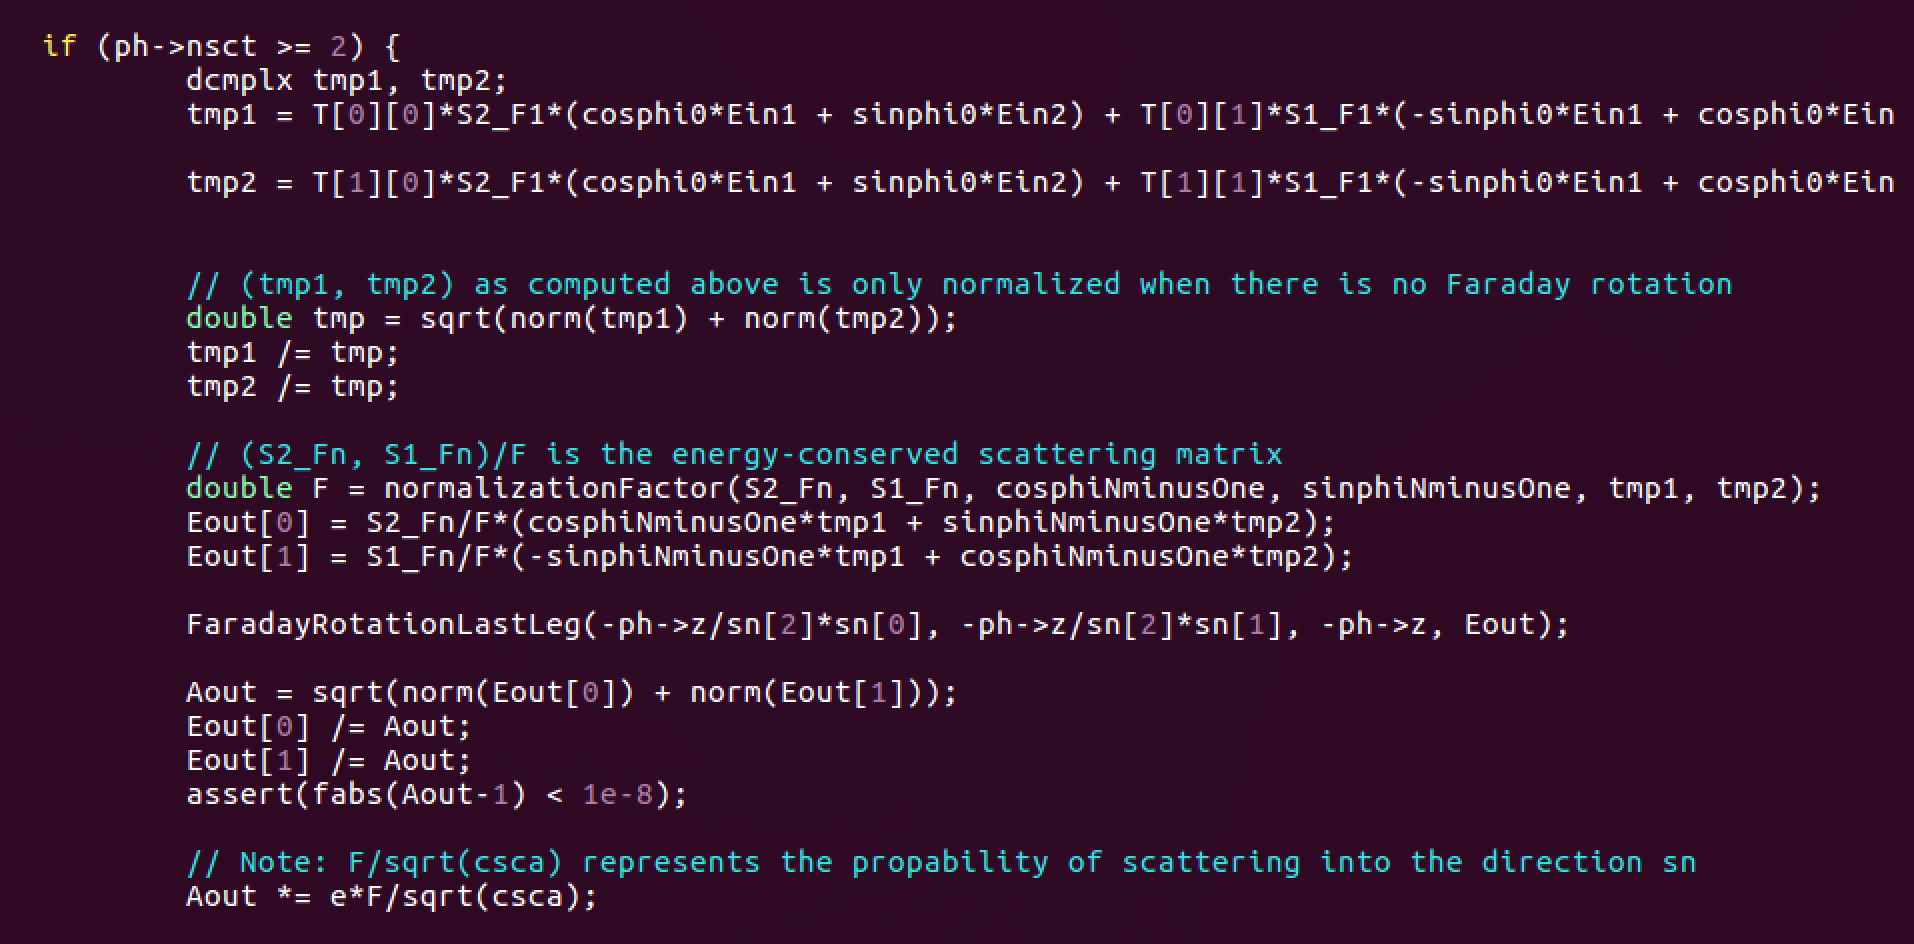 if (ph->nsct >= 2) {
dcmplx tmp1, tmp2;
tmp1 = T[0][0]*S2_F1*(cosphi0*Ein1 + sinphi0*Ein2) + T[0][1]*S1_F1*(-sinphi0*Ein1 + cosphi0*Ein
tmp2 = T[1][0]*S2_F1*(cosphi0*Ein1 + sinphi0*Ein2) + T[1][1]*S1_F1*(-sinphi0*Ein1 + cosphi0*Ein
// (tmp1, tmp2) as computed above is only normalized when there is no Faraday rotation
double tmp = sqrt(norm(tmp1) + norm(tmp2));
tmp1 /= tmp;
tmp2 /= tmp;
// (S2_Fn, S1_Fn)/F is the energy-conserved scattering matrix
double F = normalizationFactor(S2_Fn, S1_Fn, cosphiNminusOne, sinphiNminusOne, tmp1, tmp2);
Eout[0] = S2_Fn/F*(cosphiNminusOne*tmp1 + sinphiNminusOne*tmp2);
Eout[1] = S1_Fn/F*(-sinphiNminusOne*tmp1 + cosphiNminusOne*tmp2);
FaradayRotationLastLeg(-ph->z/sn[2]*sn[0], -ph->z/sn[2]*sn[1], -ph->z, Eout);
Aout = sqrt(norm(Eout[0]) + norm(Eout[1]));
Eout[0] /= Aout;
Eout[1] /= Aout;
assert(fabs(Aout-1) < 1e-8);
// Note: F/sqrt(csca) represents the propability of scattering into the direction sn
Aout *= e*F/sqrt(csca);